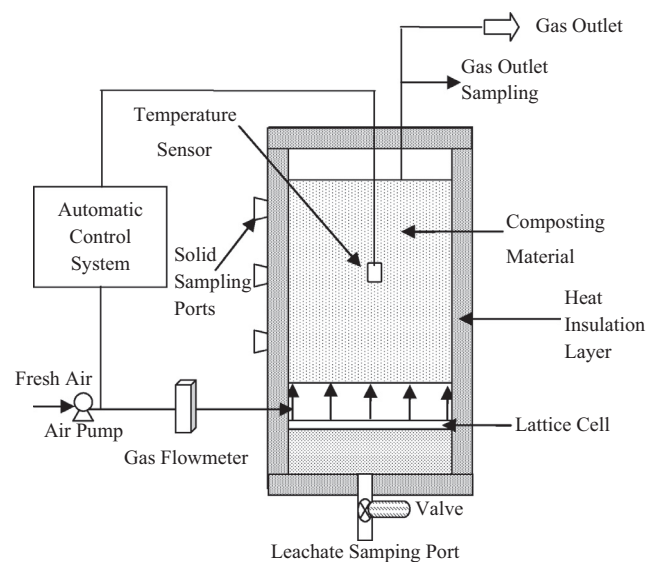 Gas Outlet
Gas Outlet
Sampling
Temperature
Sensor
Automatic
Control
System
Solid
Sampling
Ports
Composting
Material
Heat
Insulation
Layer
Fresh Air
Air Pump
Gas Flowmeter
Lattice Cell
Valve
Leachate Samping Port